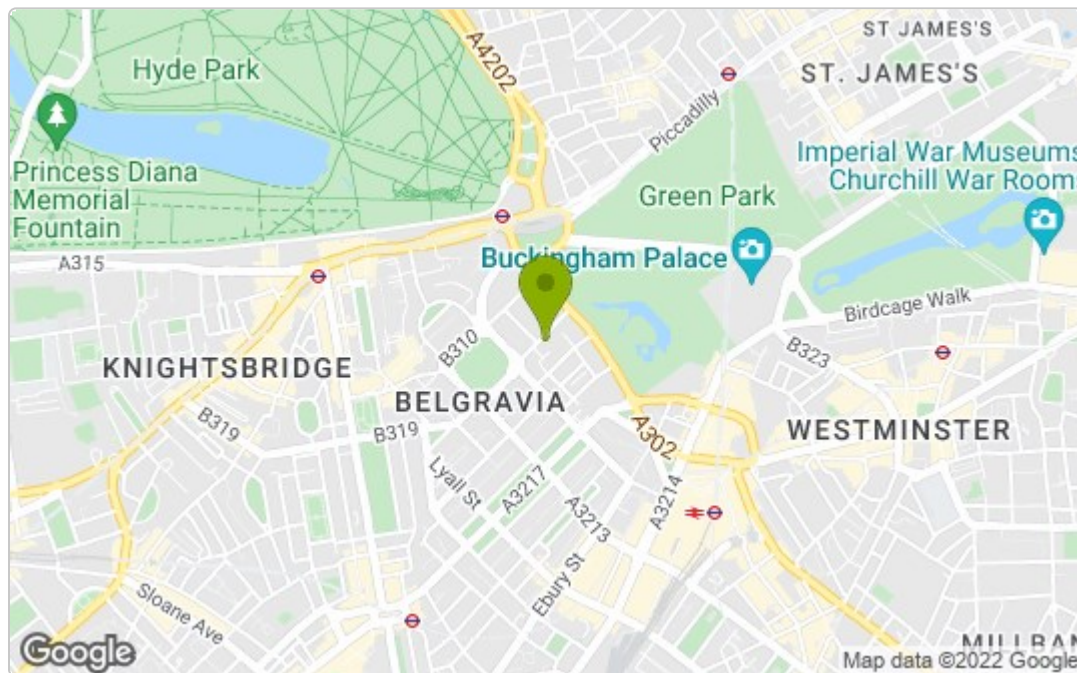 ST JAMES'S
A4202
Hyde Park
ST. JAMES'S
Piccadilly
Imperial War Museums
Churchill War Room
Princess Diana
Memorial
Fountain
Green Park
A315
Buckingham Palace
Birdcage Walk
B310
B323
KNIGHTSBRIDGE
BELGRAVIA
B319
B319
WESTMINSTER
A302
Lyall St
A3217
A3214
A3213
Ebury St
Sloane Ave
MILLBAN
Google
Map data ©2022 Google